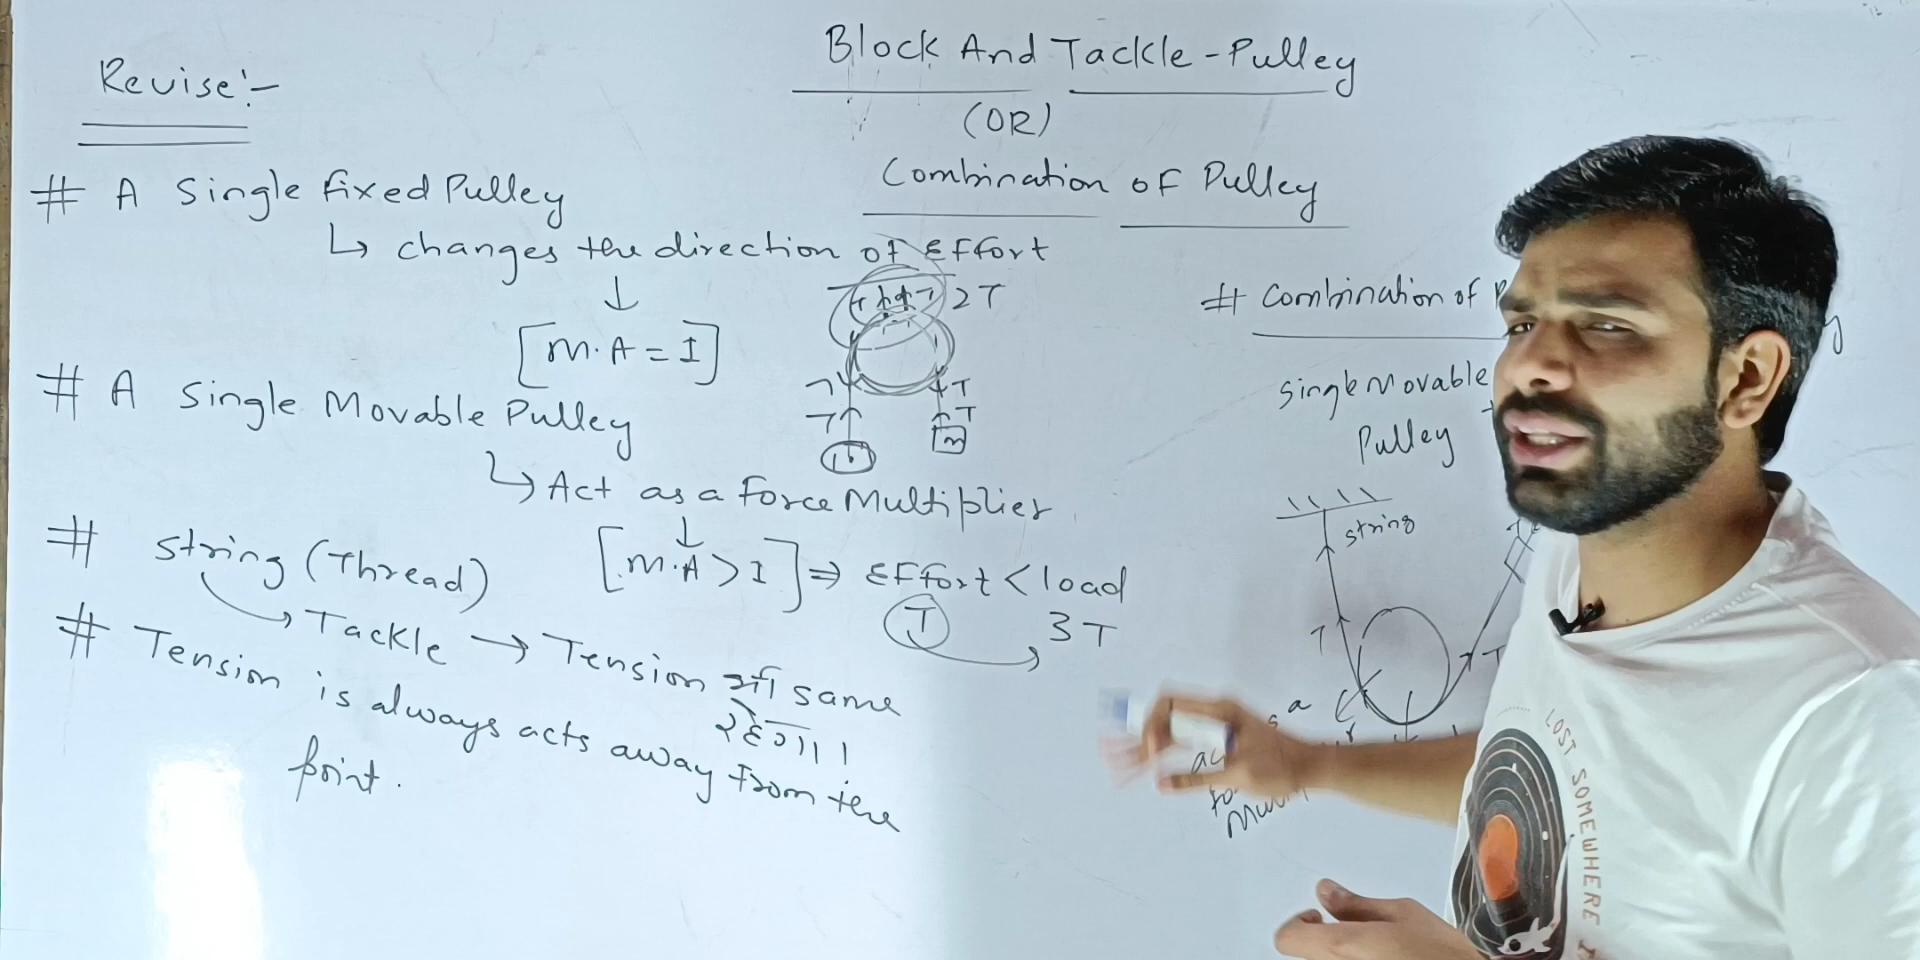 Block And Tackle-Pulley
(OR)
Combination of Pulley
Revise:-
# A Single fixed Pulley
↳ changes the direction of Effort
↓
[M.A = 1]
# A Single Movable Pulley
↳ Act as a Force Multiplier
↓
[M.A > 1] ⇒ Effort < load
T 3T
# String (Thread)
→ Tackle → Tension भी same
रहेगा।
# Tension is always acts away from the
point.
2T
T T
T T
m
# Combination of
Single Movable
Pulley
string
T T
LOST SOMEWHERE